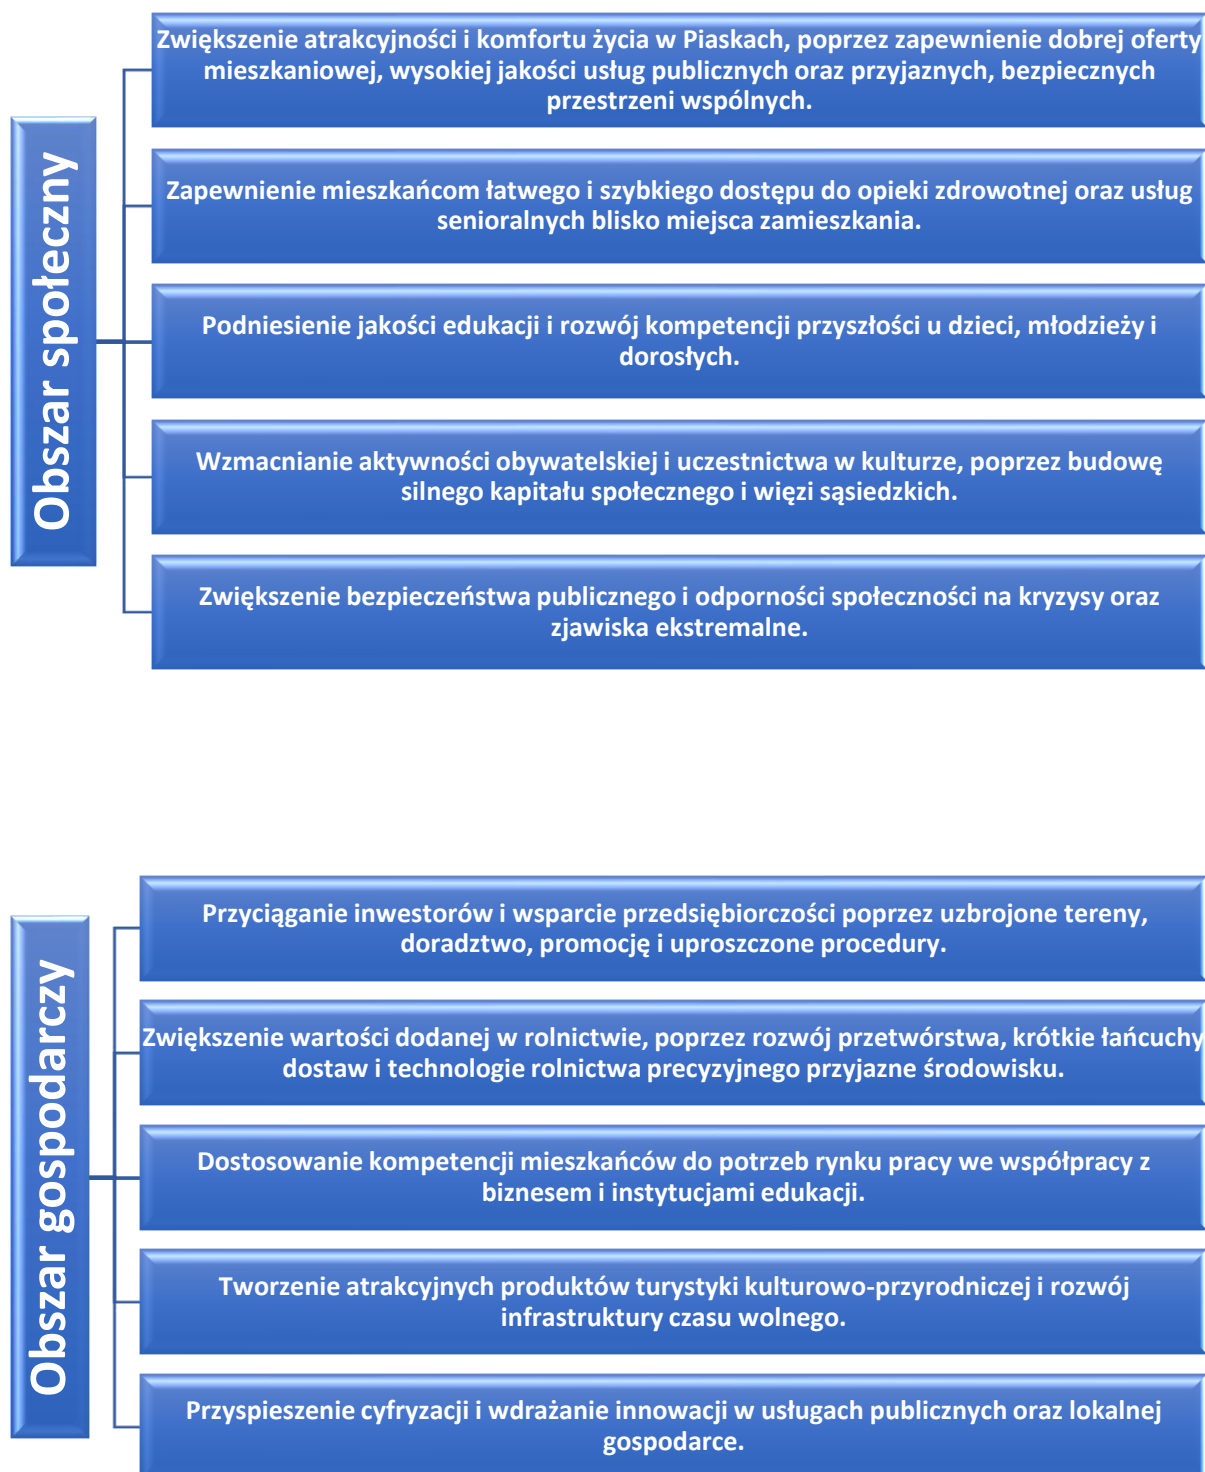 Obszar społeczny
Zwiększenie atrakcyjności i komfortu życia w Piaskach, poprzez zapewnienie dobrej oferty
mieszkaniowej, wysokiej jakości usług publicznych oraz przyjaznych, bezpiecznych
przestrzeni wspólnych.
Zapewnienie mieszkańcom łatwego i szybkiego dostępu do opieki zdrowotnej oraz usług
senioralnych blisko miejsca zamieszkania.
Podniesienie jakości edukacji i rozwój kompetencji przyszłości u dzieci, młodzieży i
dorosłych.
Wzmacnianie aktywności obywatelskiej i uczestnictwa w kulturze, poprzez budowę
silnego kapitału społecznego i więzi sąsiedzkich.
Zwiększenie bezpieczeństwa publicznego i odporności społeczności na kryzysy oraz
zjawiska ekstremalne.
Obszar gospodarczy
Przyciąganie inwestorów i wsparcie przedsiębiorczości poprzez uzbrojone tereny,
doradztwo, promocję i uproszczone procedury.
Zwiększenie wartości dodanej w rolnictwie, poprzez rozwój przetwórstwa, krótkie łańcuchy
dostaw i technologie rolnictwa precyzyjnego przyjazne środowisku.
Dostosowanie kompetencji mieszkańców do potrzeb rynku pracy we współpracy z
biznesem i instytucjami edukacji.
Tworzenie atrakcyjnych produktów turystyki kulturowo-przyrodniczej i rozwój
infrastruktury czasu wolnego.
Przyspieszenie cyfryzacji i wdrażanie innowacji w usługach publicznych oraz lokalnej
gospodarce.